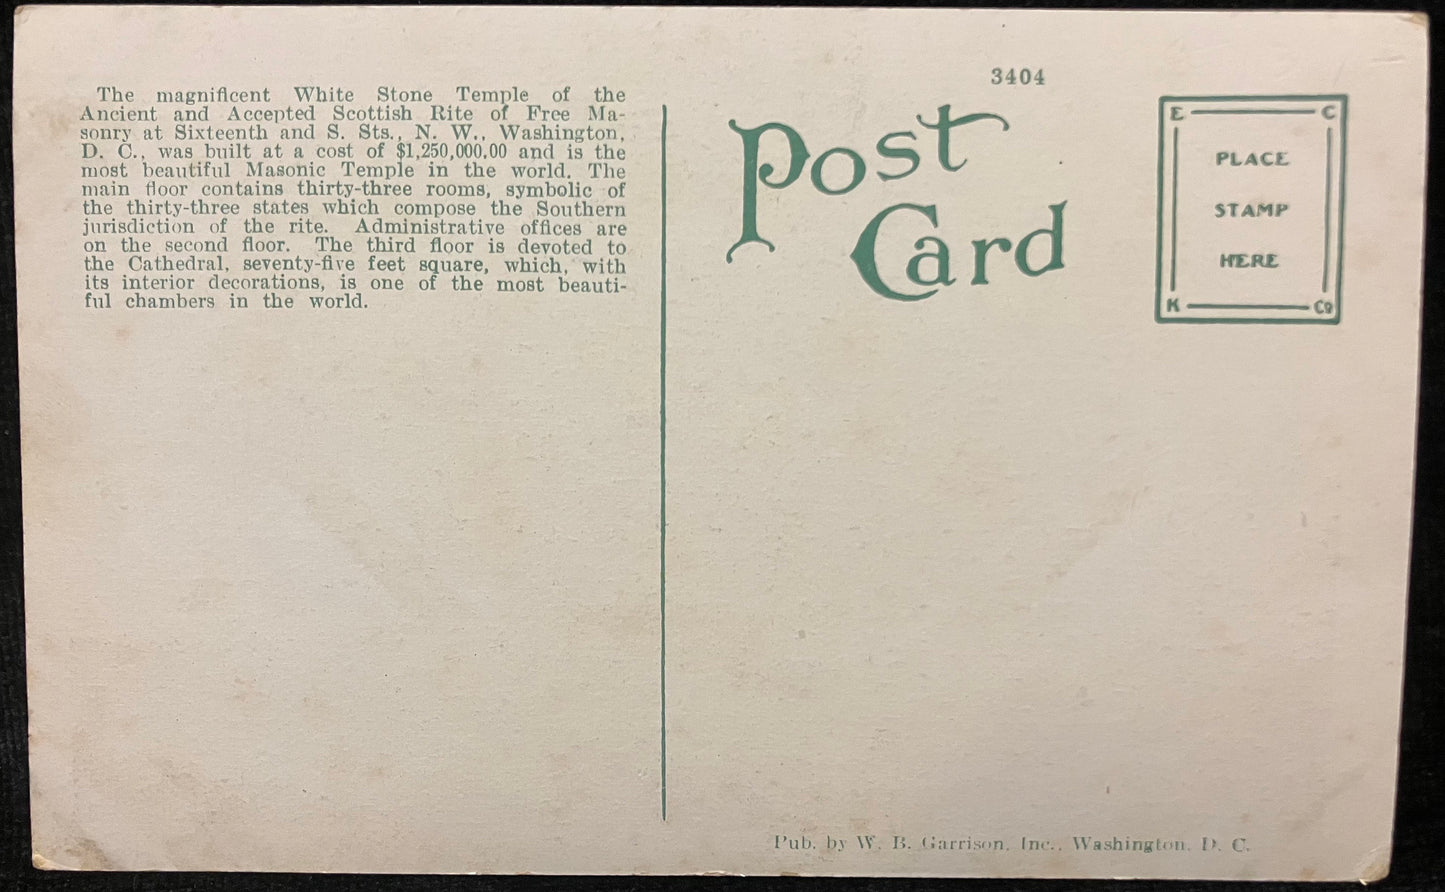 The magnificent White Stone Temple of the
Ancient and Accepted Scottish Rite of Free Ma-
sonry at Sixteenth and S. Sts., N. W., Washington,
D. C., was built at a cost of $1,250,000.00 and is the
most beautiful Masonic Temple in the world. The
main floor contains thirty-three rooms, symbolic of
the thirty-three states which compose the Southern
jurisdiction of the rite. Administrative offices are
on the second floor. The third floor is devoted to
the Cathedral, seventy-five feet square, which, with
its interior decorations, is one of the most beauti-
ful chambers in the world.
3404
Post
Card
E C
PLACE
STAMP
HERE
K Co
Pub. by W. B. Garrison, Inc., Washington, D. C.